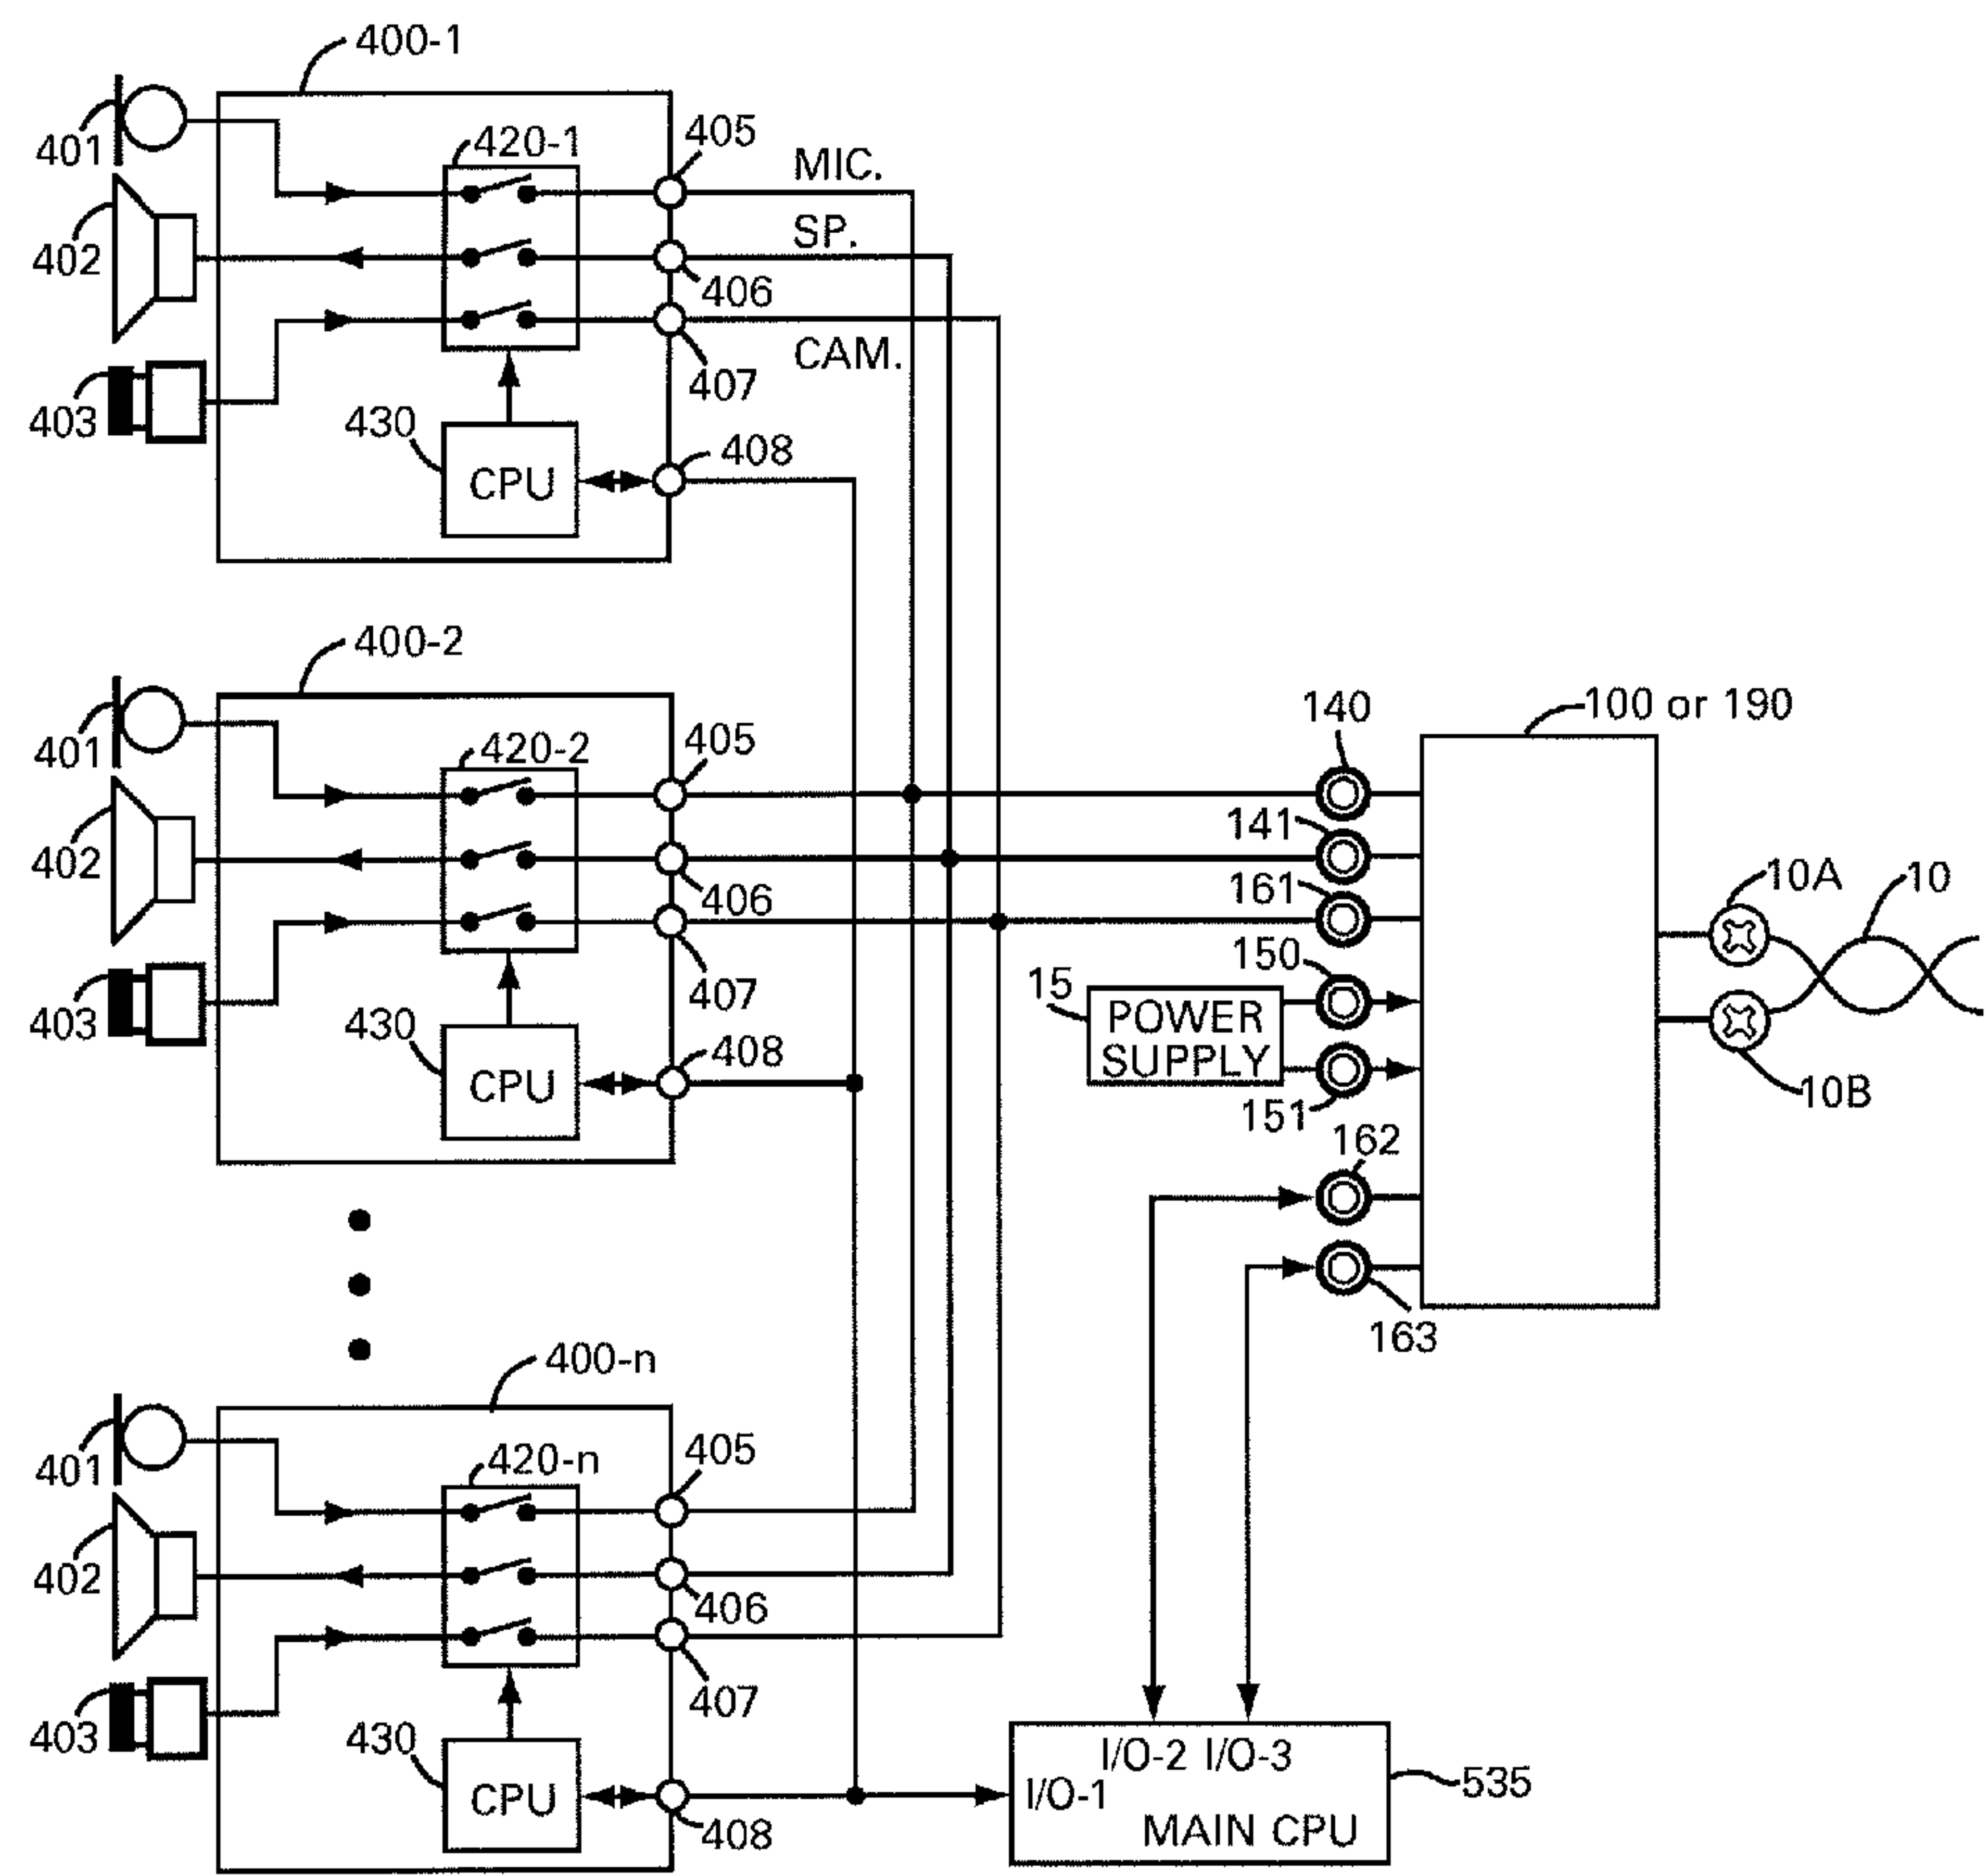 400-1
401
420-1
405
MIC.
402
SP.
406
CAM.
407
403
430
408
CPU
400-2
401
420-2
405
402
406
407
403
430
408
CPU
140
100 or 190
141
161
10A
10
150
15
POWER
SUPPLY
151
10B
162
163
400-n
401
420-n
405
402
406
407
403
430
CPU
408
I/O-2 I/O-3
I/O-1
535
MAIN CPU